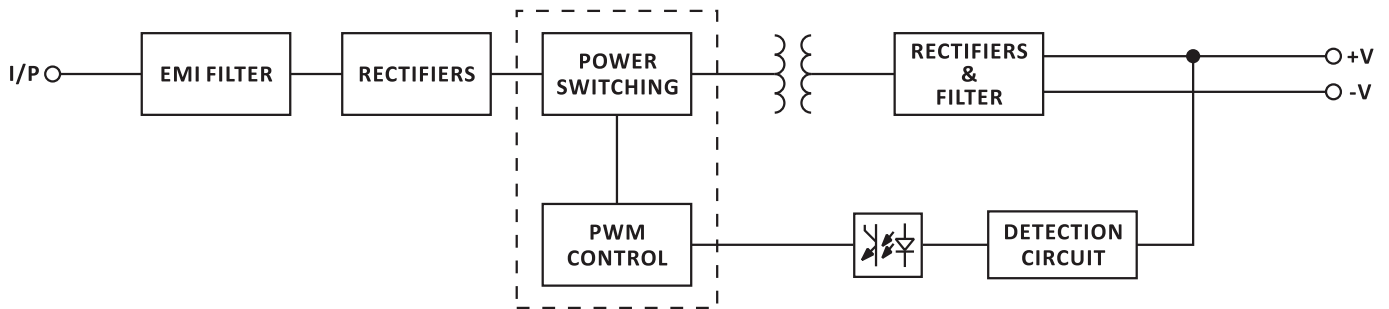 I/P
EMI FILTER
RECTIFIERS
POWER
SWITCHING
RECTIFIERS
&
FILTER
+V
-V
PWM
CONTROL
DETECTION
CIRCUIT